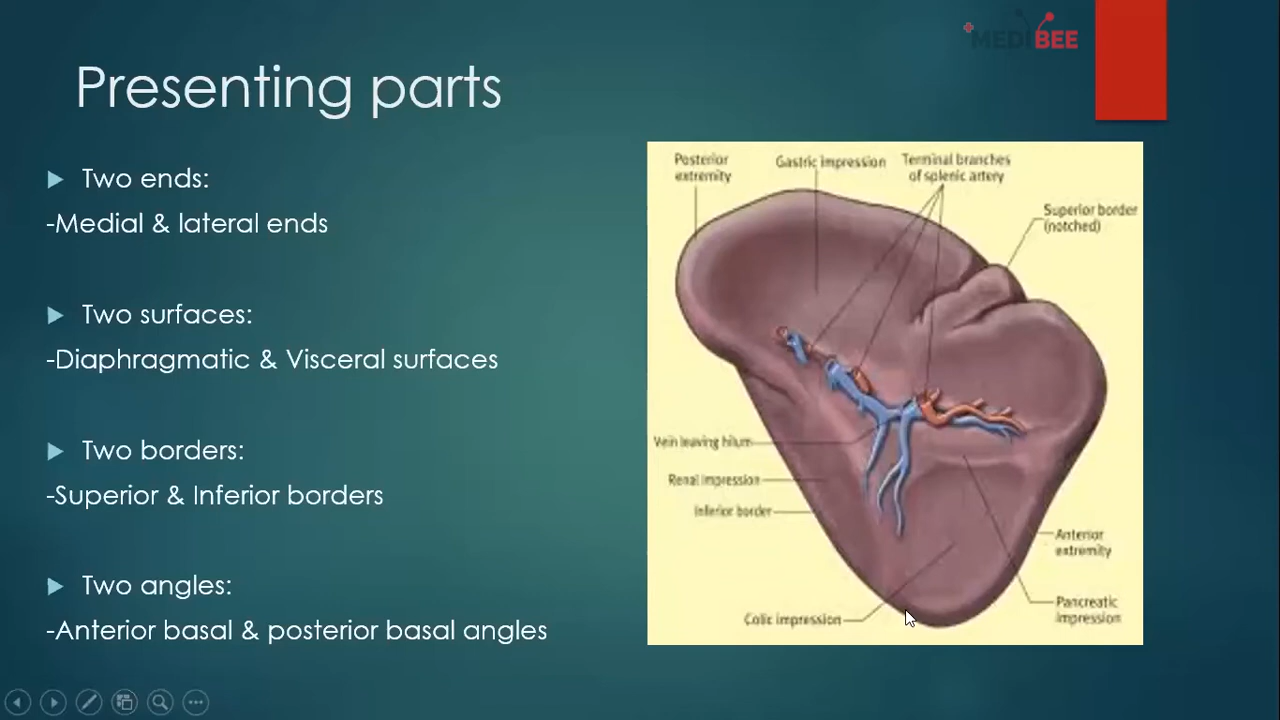 MEDIBEE
Presenting parts
Two ends:
-Medial & lateral ends
Two surfaces:
-Diaphragmatic & Visceral surfaces
Two borders:
-Superior & Inferior borders
Two angles:
-Anterior basal & posterior basal angles
Posterior
extremity
Gastric impression
Terminal branches
of splenic artery
Superior border
(notched)
Vein leaving hilum
Renal impression
Inferior border
Anterior
extremity
Pancreatic
impression
Colic impression